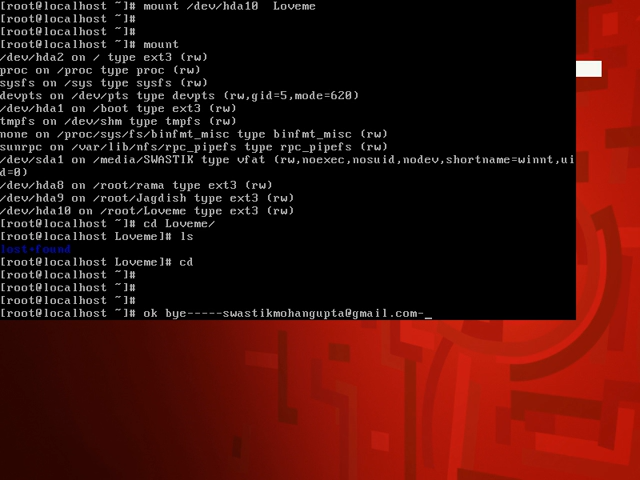 [root@localhost ~]# mount /dev/hda10  Loveme
[root@localhost ~]#
[root@localhost ~]#
[root@localhost ~]# mount
/dev/hda2 on / type ext3 (rw)
proc on /proc type proc (rw)
sysfs on /sys type sysfs (rw)
devpts on /dev/pts type devpts (rw,gid=5,mode=620)
/dev/hda1 on /boot type ext3 (rw)
tmpfs on /dev/shm type tmpfs (rw)
none on /proc/sys/fs/binfmt_misc type binfmt_misc (rw)
sunrpc on /var/lib/nfs/rpc_pipefs type rpc_pipefs (rw)
/dev/sda1 on /media/SWASTIK type vfat (rw,noexec,nosuid,nodev,shortname=winnt,ui
d=0)
/dev/hda8 on /root/rama type ext3 (rw)
/dev/hda9 on /root/Jagdish type ext3 (rw)
/dev/hda10 on /root/Loveme type ext3 (rw)
[root@localhost ~]# cd Loveme/
[root@localhost Loveme]# ls
lost+found
[root@localhost Loveme]# cd
[root@localhost ~]#
[root@localhost ~]#
[root@localhost ~]#
[root@localhost ~]# ok bye-----swastikmohangupta@gmail.com-_